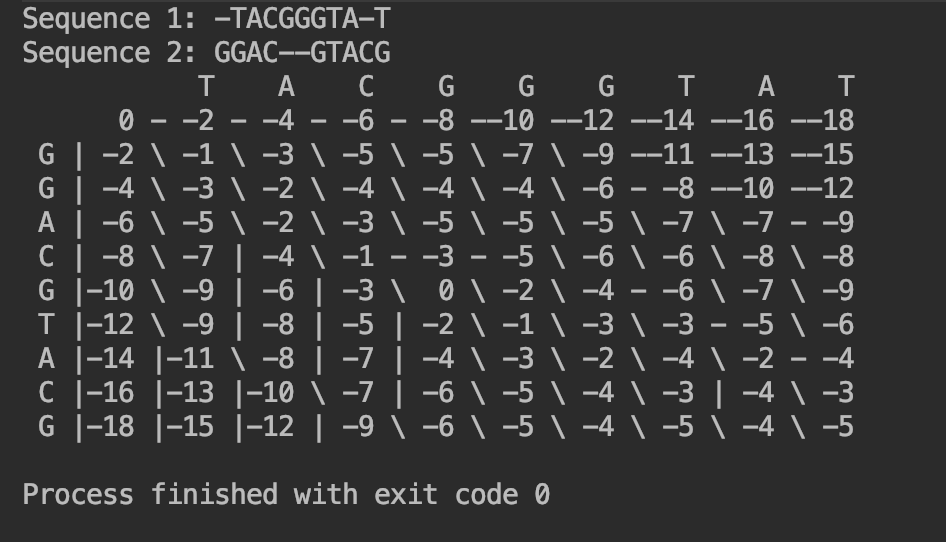 Sequence 1: -TACGGGTA-T
Sequence 2: GGAC--GTACG
T A C G G G T A T
0 - -2 - -4 - -6 - -8 --10 --12 --14 --16 --18
G | -2 \ -1 \ -3 \ -5 \ -5 \ -7 \ -9 --11 --13 --15
G | -4 \ -3 \ -2 \ -4 \ -4 \ -4 \ -6 - -8 --10 --12
A | -6 \ -5 \ -2 \ -3 \ -5 \ -5 \ -5 \ -7 \ -7 - -9
C | -8 \ -7 | -4 \ -1 - -3 - -5 \ -6 \ -6 \ -8 \ -8
G |-10 \ -9 | -6 | -3 \  0 \ -2 \ -4 - -6 \ -7 \ -9
T |-12 \ -9 | -8 | -5 | -2 \ -1 \ -3 \ -3 - -5 \ -6
A |-14 |-11 \ -8 | -7 | -4 \ -3 \ -2 \ -4 \ -2 - -4
C |-16 |-13 |-10 \ -7 | -6 \ -5 \ -4 \ -3 | -4 \ -3
G |-18 |-15 |-12 | -9 \ -6 \ -5 \ -4 \ -5 \ -4 \ -5
Process finished with exit code 0